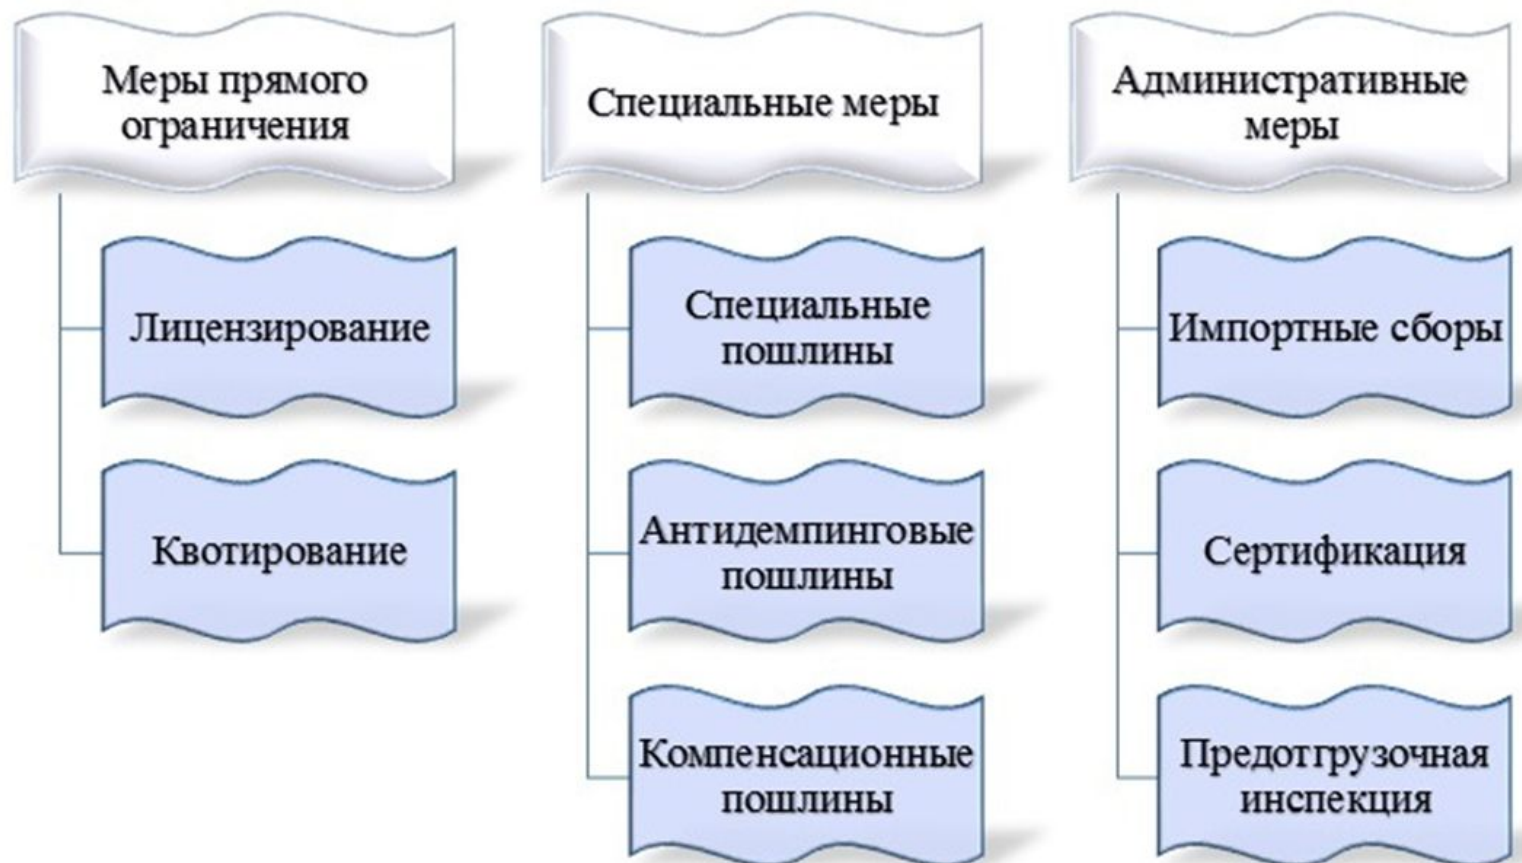 Меры прямого
ограничения
Лицензирование
Квотирование
Специальные меры
Специальные
пошлины
Антидемпинговые
пошлины
Компенсационные
пошлины
Административные
меры
Импортные сборы
Сертификация
Предотгрузочная
инспекция